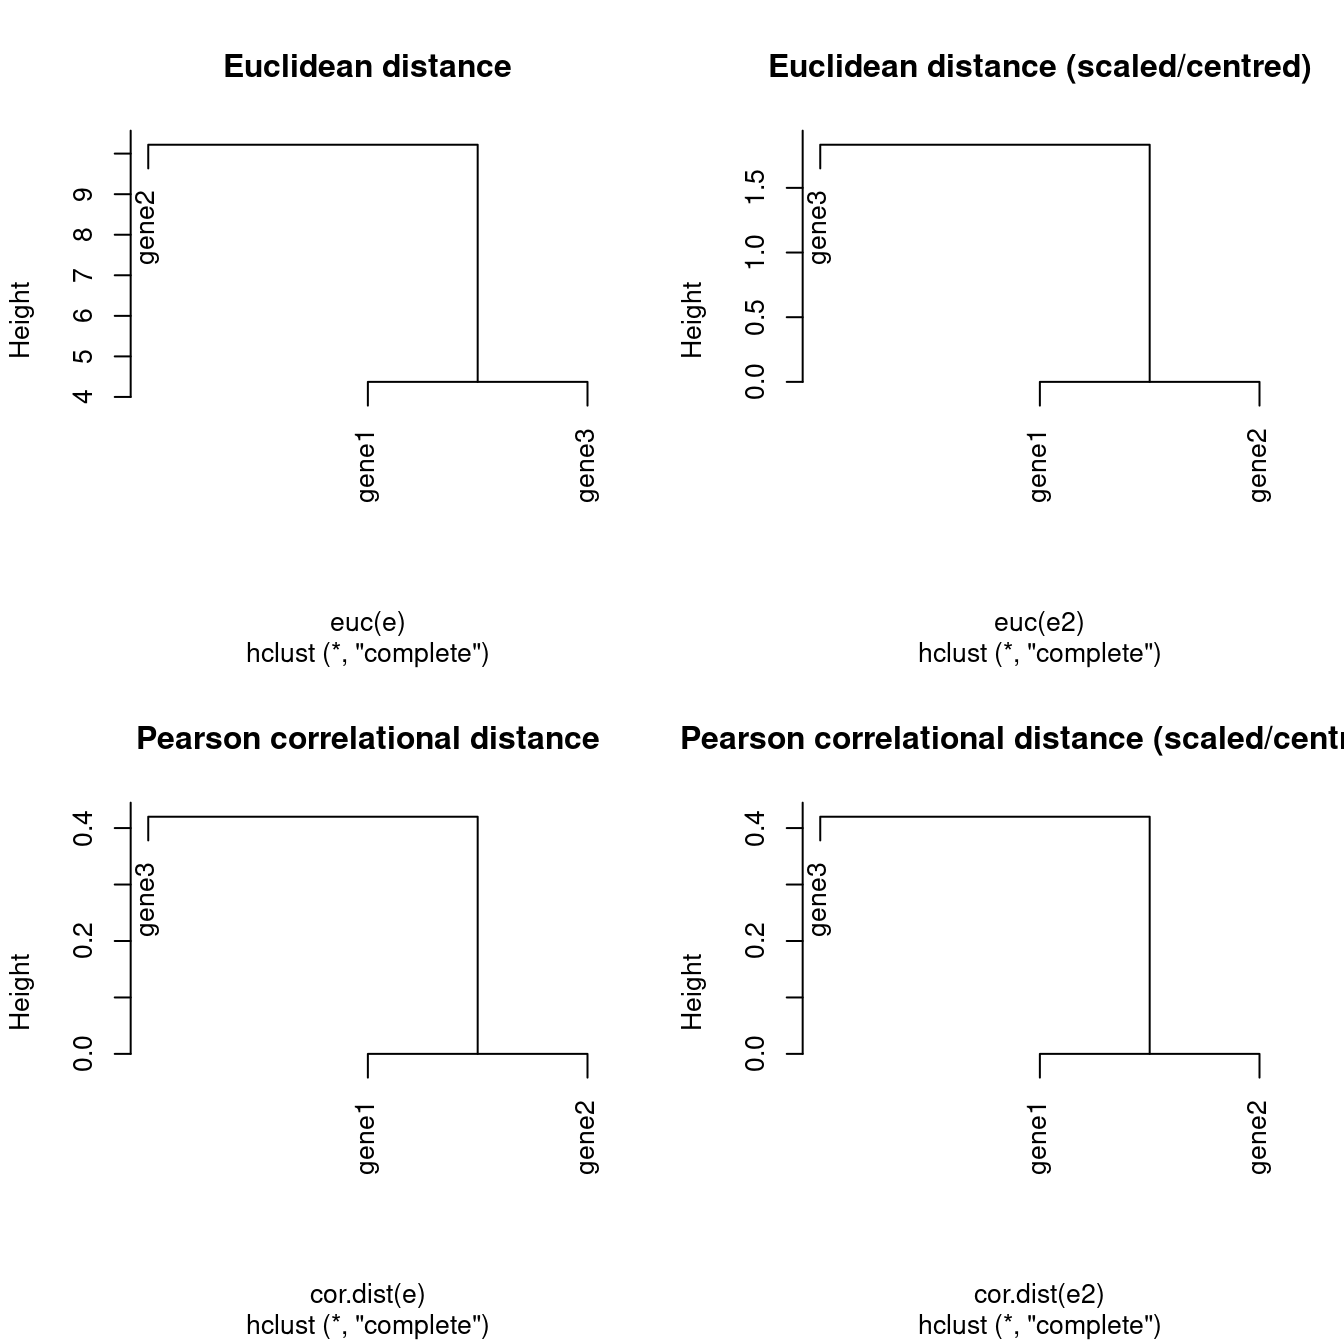 Euclidean distance
Height
4 5 6 7 8 9
gene2
gene1
gene3
euc(e)
hclust (*, "complete")
Euclidean distance (scaled/centred)
Height
0.0 0.5 1.0 1.5
gene3
gene1
gene2
euc(e2)
hclust (*, "complete")
Pearson correlational distance
Height
0.0 0.2 0.4
gene3
gene1
gene2
cor.dist(e)
hclust (*, "complete")
Pearson correlational distance (scaled/centr
Height
0.0 0.2 0.4
gene3
gene1
gene2
cor.dist(e2)
hclust (*, "complete")